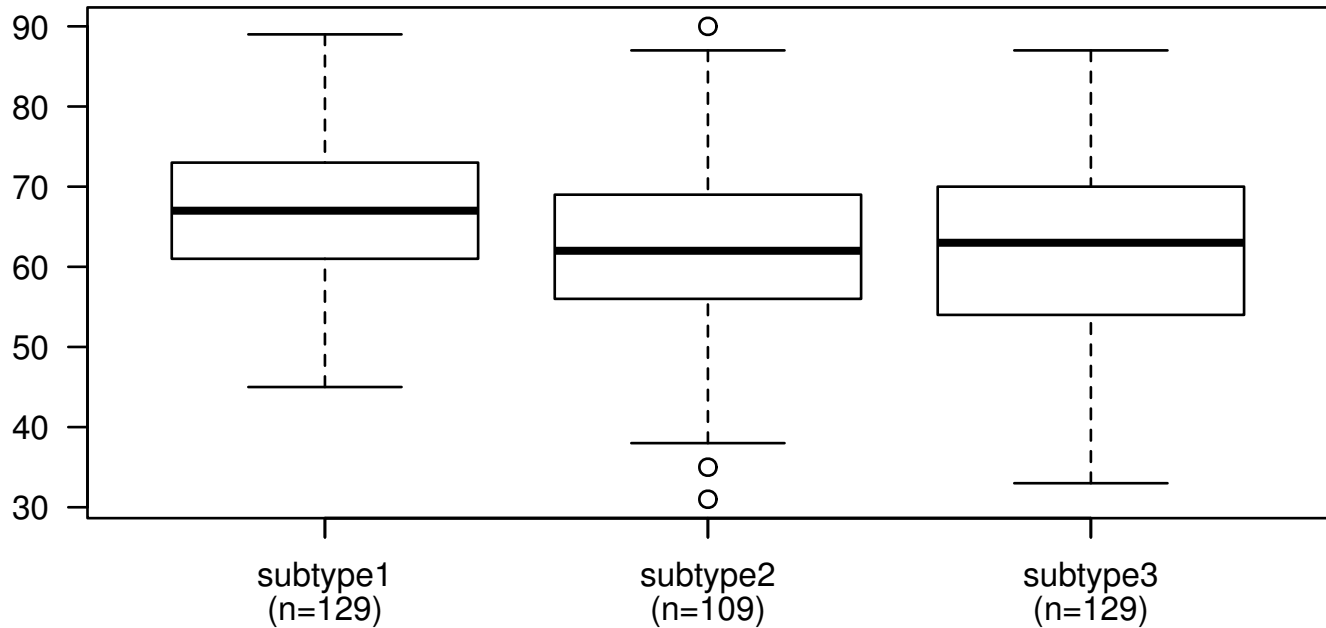 90
80
70
60
50
40
30
subtype1
(n=129)
subtype2
(n=109)
subtype3
(n=129)